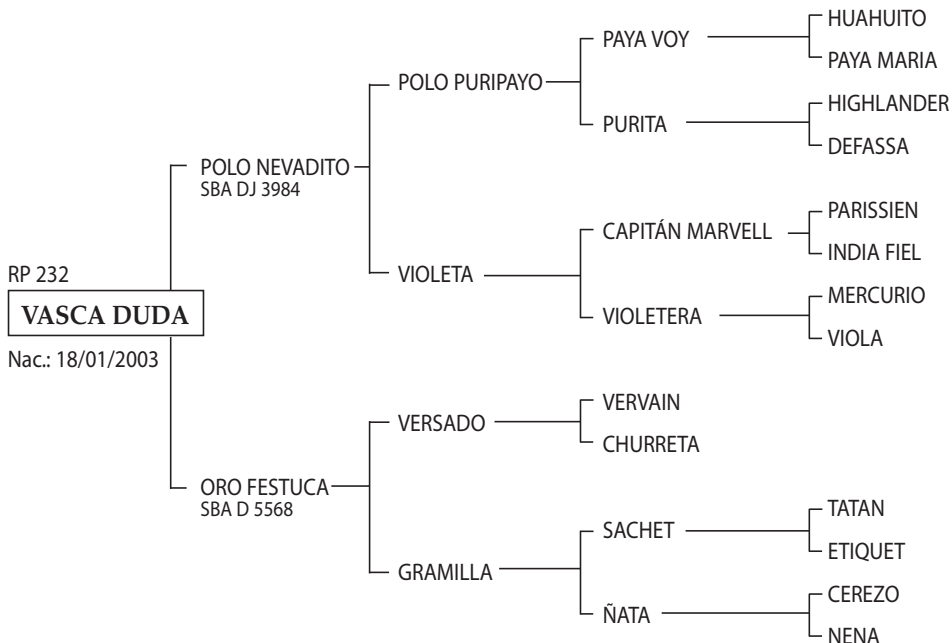 HUAHUITO
PAYA VOY
PAYA MARIA
POLO PURIPAYO
HIGHLANDER
PURITA
DEFASSA
POLO NEVADITO
SBA DJ 3984
PARISSIEN
CAPITÁN MARVELL
INDIA FIEL
VIOLETA
MERCURIO
VIOLETERA
VIOLA
RP 232
VASCA DUDA
Nac.: 18/01/2003
VERVAIN
VERSADO
CHURRETA
ORO FESTUCA
SBA D 5568
TATAN
SACHET
ETIQUET
GRAMILLA
CEREZO
ÑATA
NENA